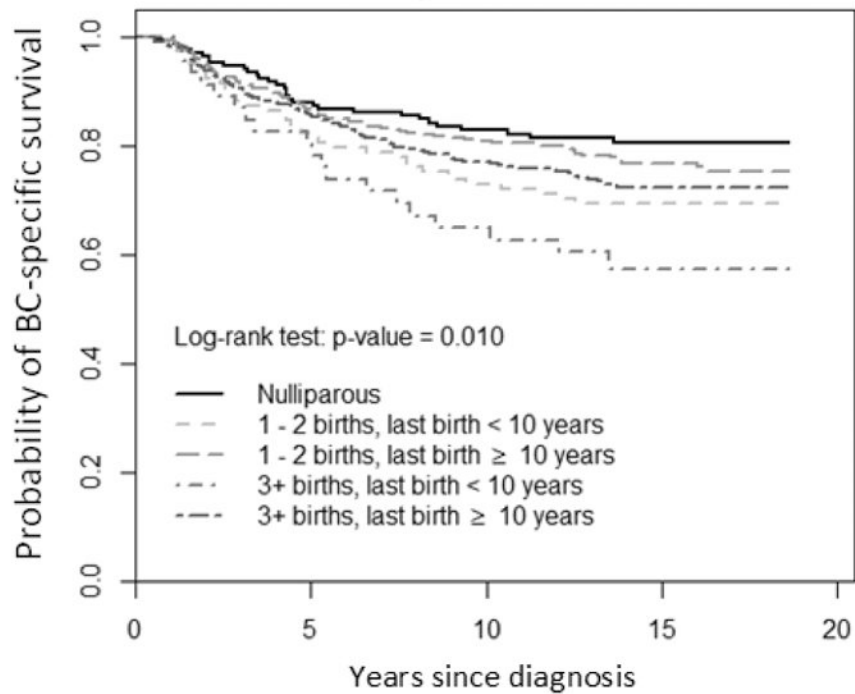 Probability of BC-specific survival
1.0
0.8
0.6
0.4
0.2
0.0
Log-rank test: p-value = 0.010
Nulliparous
1 - 2 births, last birth < 10 years
1 - 2 births, last birth ≥ 10 years
3+ births, last birth < 10 years
3+ births, last birth ≥ 10 years
0 5 10 15 20
Years since diagnosis